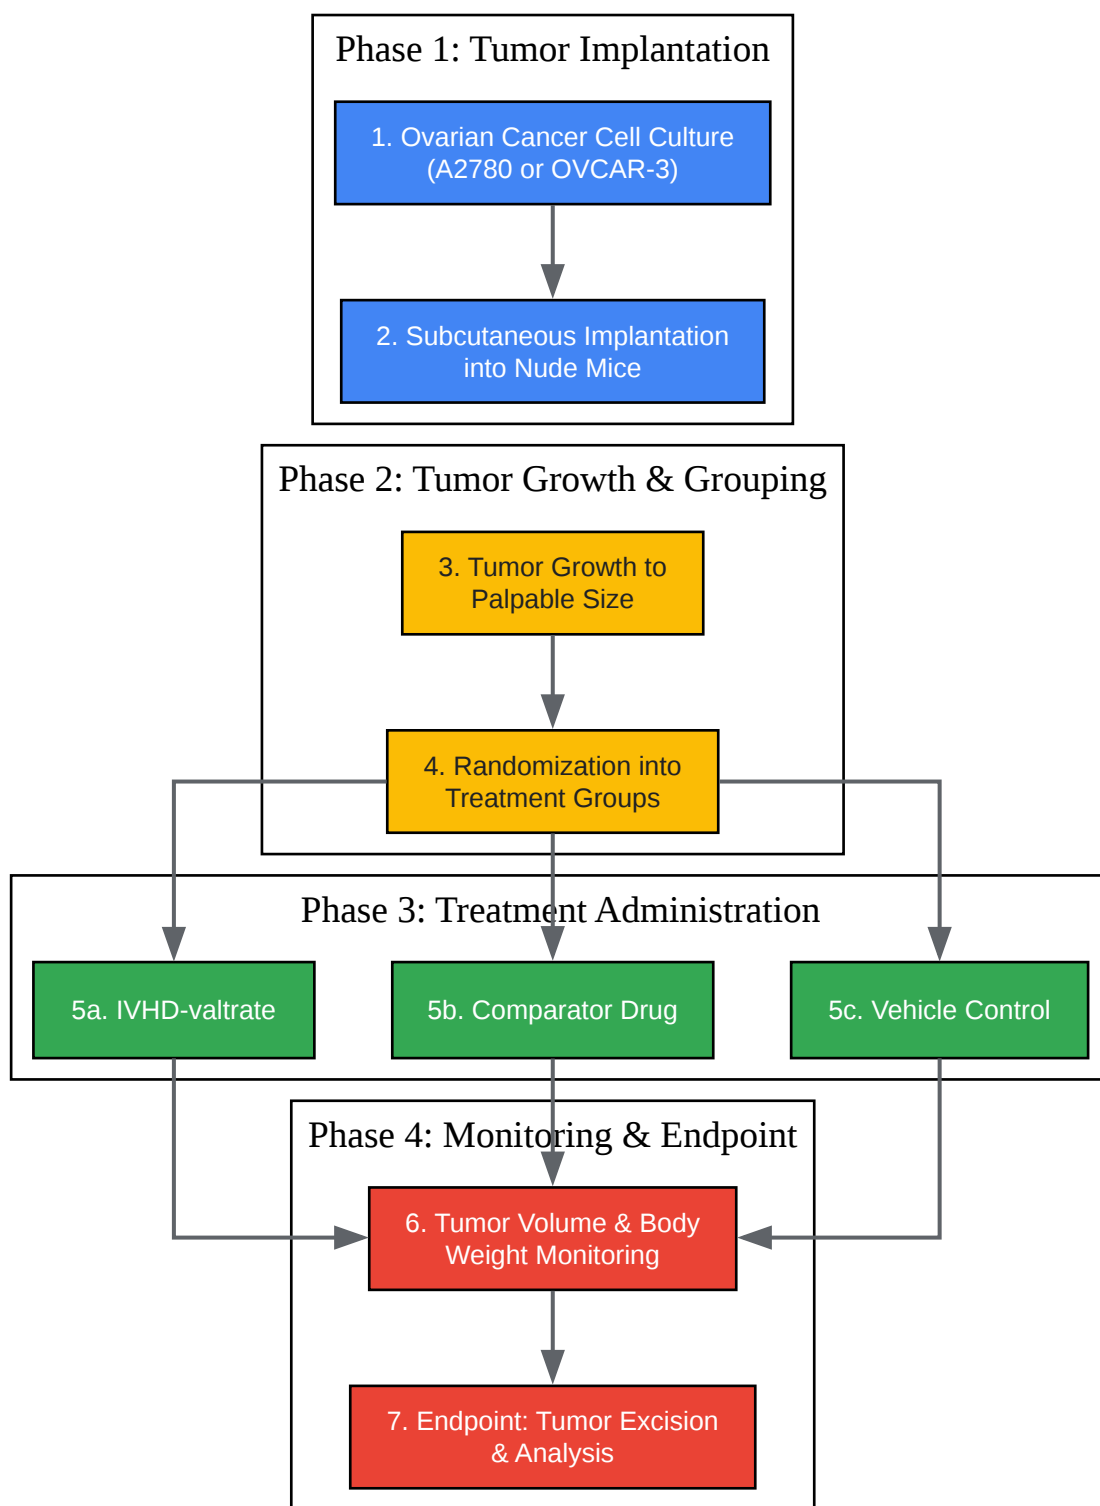 Phase 1: Tumor Implantation
1. Ovarian Cancer Cell Culture
(A2780 or OVCAR-3)
2. Subcutaneous Implantation
into Nude Mice
Phase 2: Tumor Growth & Grouping
3. Tumor Growth to
Palpable Size
4. Randomization into
Treatment Groups
Phase 3: Treatment Administration
5a. IVHD-valtrate
5b. Comparator Drug
5c. Vehicle Control
Phase 4: Monitoring & Endpoint
6. Tumor Volume & Body
Weight Monitoring
7. Endpoint: Tumor Excision
& Analysis